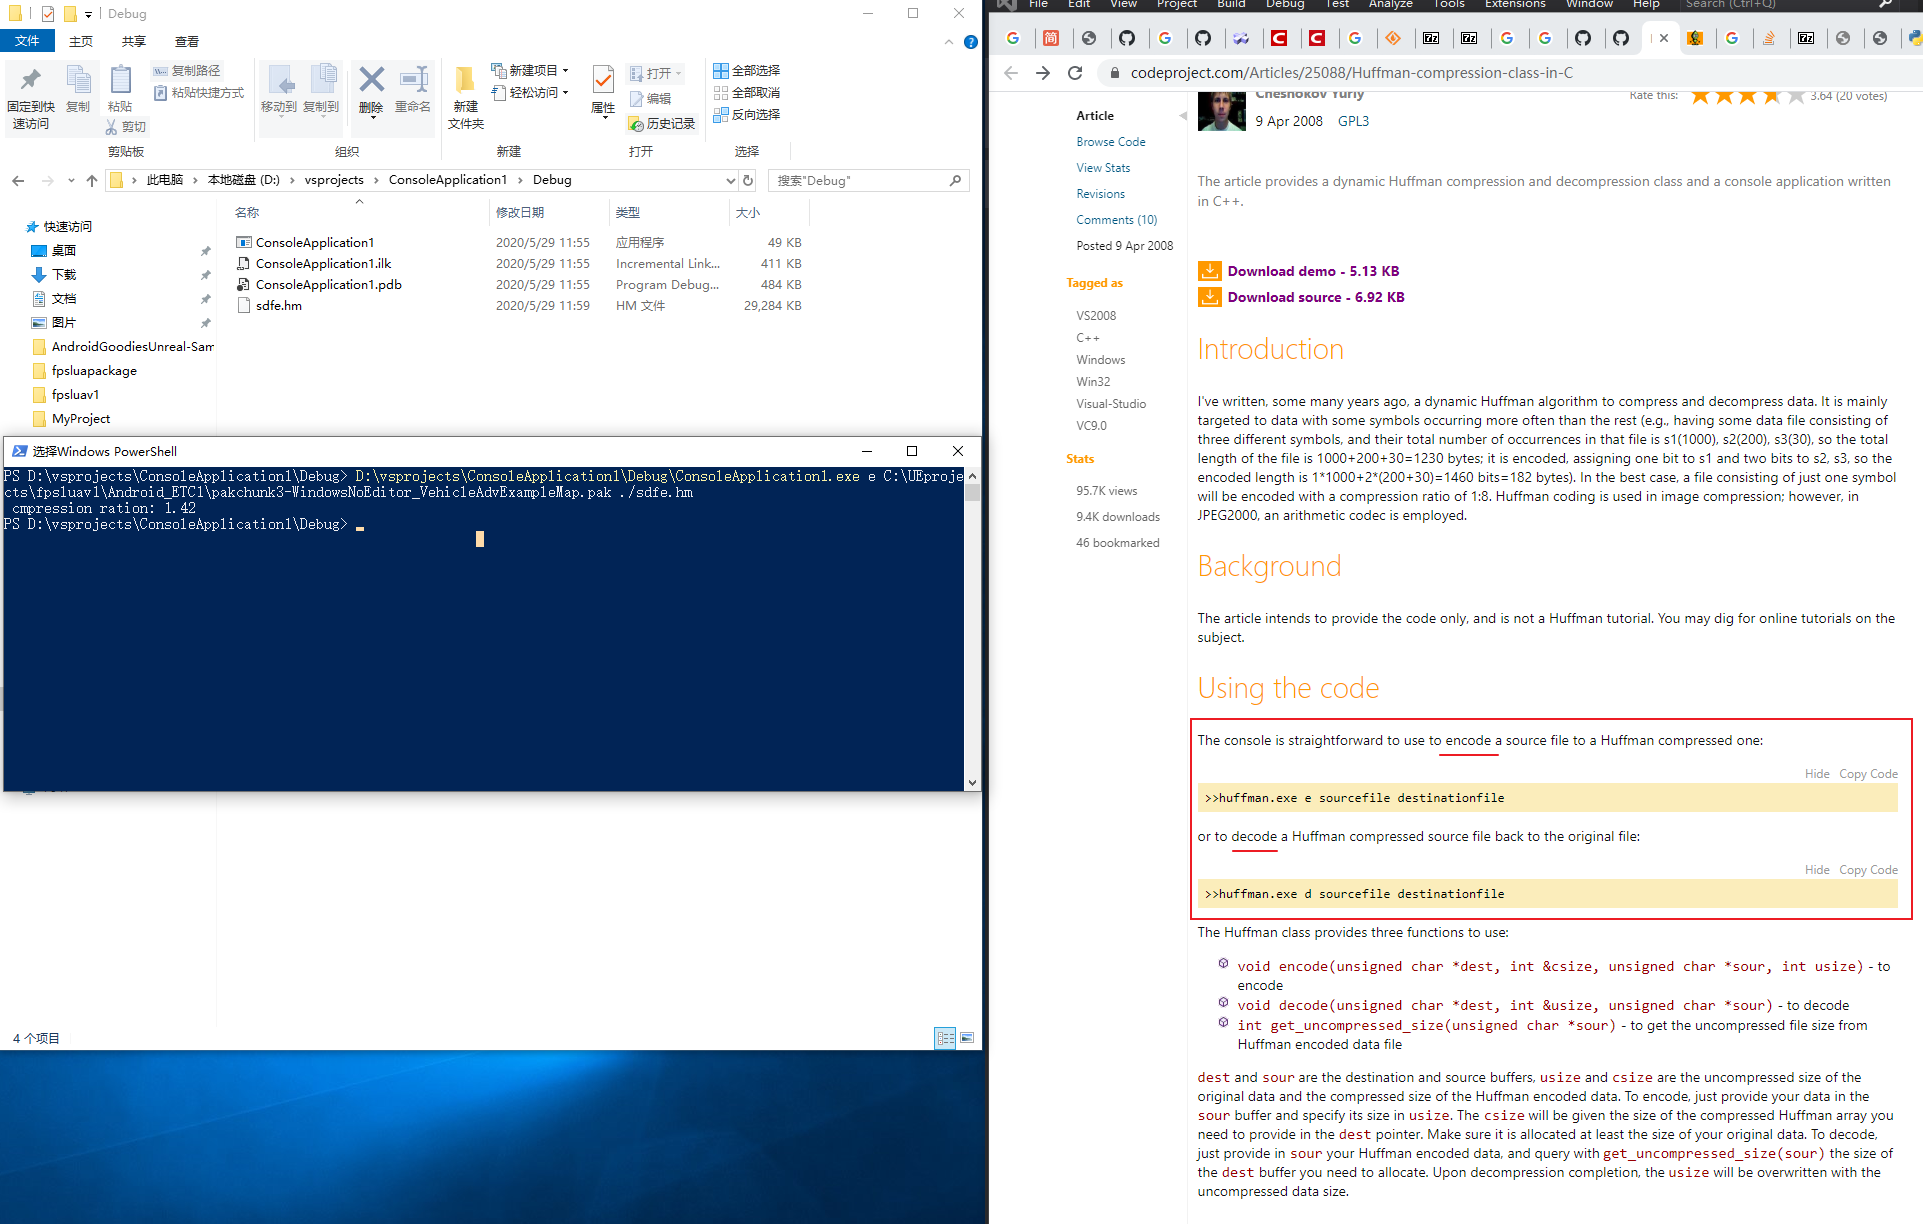 Debug
文件 主页 共享 查看
固定到快
速访问
复制
粘贴
复制路径
粘贴快捷方式
剪切
移动到
复制到
删除
重命名
新建
文件夹
新建项目
轻松访问
属性
打开
编辑
历史记录
全部选择
全部取消
反向选择
剪贴板
组织
新建
打开
选择
此电脑 本地磁盘 (D:) vsprojects ConsoleApplication1 Debug
搜索"Debug"
名称 修改日期 类型 大小
ConsoleApplication1 2020/5/29 11:55 应用程序 49 KB
ConsoleApplication1.ilk 2020/5/29 11:55 Incremental Link... 411 KB
ConsoleApplication1.pdb 2020/5/29 11:55 Program Debug... 484 KB
sdfe.hm 2020/5/29 11:59 HM 文件 29,284 KB
快速访问
桌面
下载
文档
图片
AndroidGoodiesUnreal-Sam
fpsluapackage
fpsluav1
MyProject
选择Windows PowerShell
PS D:\vsprojects\ConsoleApplication1\Debug> D:\vsprojects\ConsoleApplication1\Debug\ConsoleApplication1.exe e C:\UEproje
cts\fpsluav1\Android_ETC1\pakchunk3-WindowsNoEditor_VehicleAdvExampleMap.pak ./sdfe.hm
cmpression ration: 1.42
PS D:\vsprojects\ConsoleApplication1\Debug>
4 个项目
File Edit View Project Build Debug Test Analyze Tools Extensions Window Help Search (Ctrl+Q)
codeproject.com/Articles/25088/Huffman-compression-class-in-C
Article
Browse Code
View Stats
Revisions
Comments (10)
Posted 9 Apr 2008
Tagged as
VS2008
C++
Windows
Win32
Visual-Studio
VC9.0
Stats
95.7K views
9.4K downloads
46 bookmarked
Chesnokov Yuriy
9 Apr 2008 GPL3
Rate this: 3.64 (20 votes)
The article provides a dynamic Huffman compression and decompression class and a console application written
in C++.
Download demo - 5.13 KB
Download source - 6.92 KB
Introduction
I've written, some many years ago, a dynamic Huffman algorithm to compress and decompress data. It is mainly
targeted to data with some symbols occurring more often than the rest (e.g., having some data file consisting of
three different symbols, and their total number of occurrences in that file is s1(1000), s2(200), s3(30), so the total
length of the file is 1000+200+30=1230 bytes; it is encoded, assigning one bit to s1 and two bits to s2, s3, so the
encoded length is 1*1000+2*(200+30)=1460 bits=182 bytes). In the best case, a file consisting of just one symbol
will be encoded with a compression ratio of 1:8. Huffman coding is used in image compression; however, in
JPEG2000, an arithmetic codec is employed.
Background
The article intends to provide the code only, and is not a Huffman tutorial. You may dig for online tutorials on the
subject.
Using the code
The console is straightforward to use to encode a source file to a Huffman compressed one:
Hide Copy Code
>>huffman.exe e sourcefile destinationfile
or to decode a Huffman compressed source file back to the original file:
Hide Copy Code
>>huffman.exe d sourcefile destinationfile
The Huffman class provides three functions to use:
void encode(unsigned char *dest, int &csize, unsigned char *sour, int usize) - to
encode
void decode(unsigned char *dest, int &usize, unsigned char *sour) - to decode
int get_uncompressed_size(unsigned char *sour) - to get the uncompressed file size from
Huffman encoded data file
dest and sour are the destination and source buffers, usize and csize are the uncompressed size of the
original data and the compressed size of the Huffman encoded data. To encode, just provide your data in the
sour buffer and specify its size in usize. The csize will be given the size of the compressed Huffman array you
need to provide in the dest pointer. Make sure it is allocated at least the size of your original data. To decode,
just provide in sour your Huffman encoded data, and query with get_uncompressed_size(sour) the size of
the dest buffer you need to allocate. Upon decompression completion, the usize will be overwritten with the
uncompressed data size.